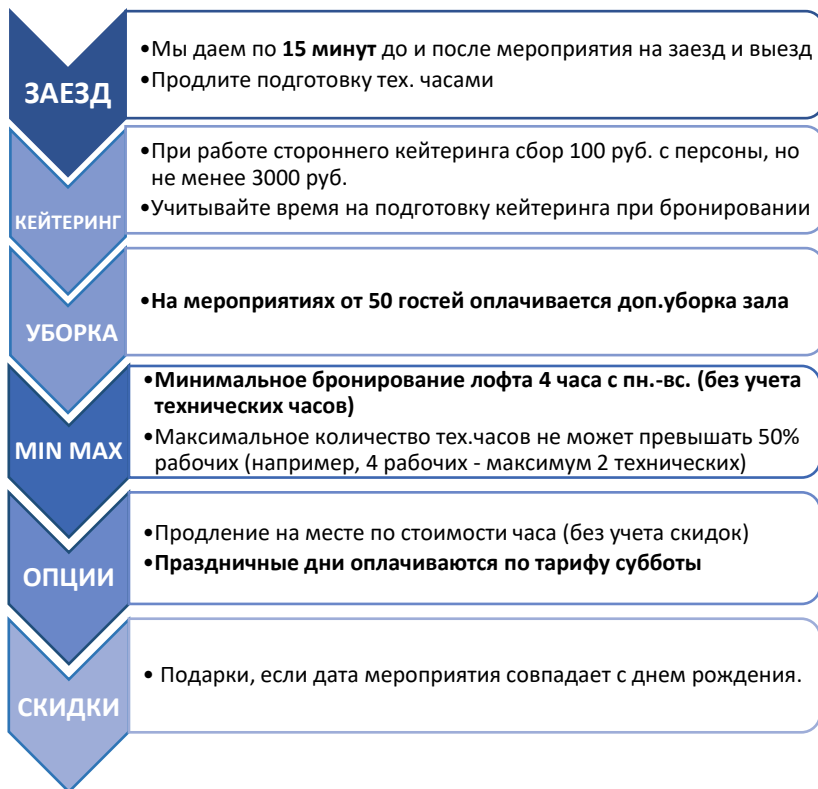 ЗАЕЗД
•Мы даем по 15 минут до и после мероприятия на заезд и выезд
•Продлите подготовку тех. часами
КЕЙТЕРИНГ
•При работе стороннего кейтеринга сбор 100 руб. с персоны, но
не менее 3000 руб.
•Учитывайте время на подготовку кейтеринга при бронировании
УБОРКА
•На мероприятиях от 50 гостей оплачивается доп.уборка зала
MIN MAX
•Минимальное бронирование лофта 4 часа с пн.-вс. (без учета
технических часов)
•Максимальное количество тех.часов не может превышать 50%
рабочих (например, 4 рабочих - максимум 2 технических)
ОПЦИИ
•Продление на месте по стоимости часа (без учета скидок)
•Праздничные дни оплачиваются по тарифу субботы
СКИДКИ
• Подарки, если дата мероприятия совпадает с днем рождения.